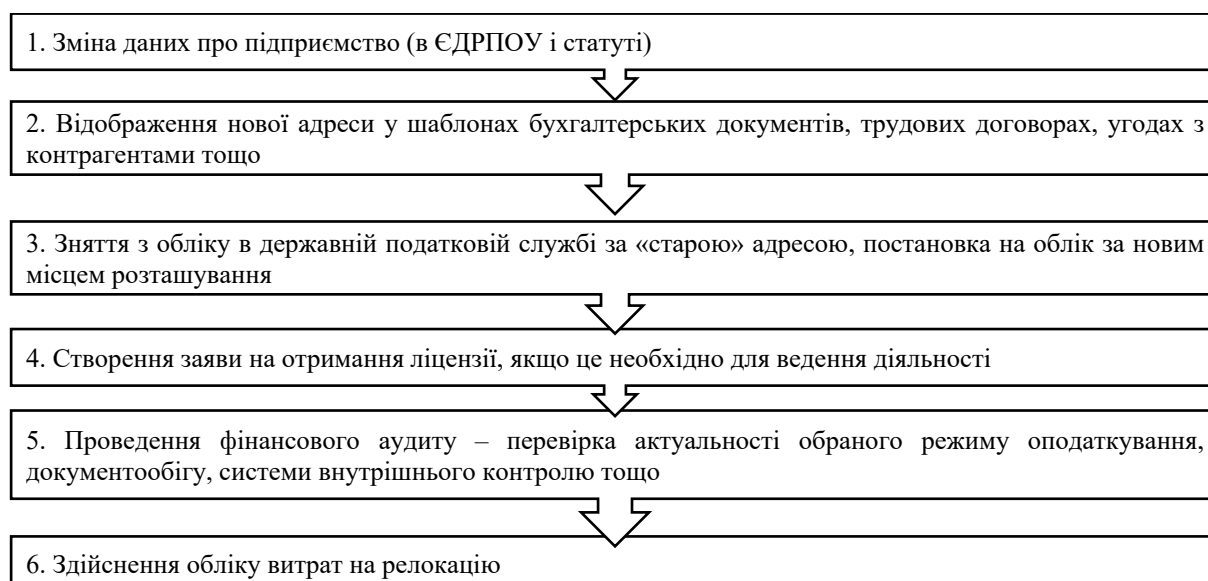 1. Зміна даних про підприємство (в ЄДРПОУ і статуті)
2. Відображення нової адреси у шаблонах бухгалтерських документів, трудових договорах, угодах з
контрагентами тощо
3. Зняття з обліку в державній податковій службі за «старою» адресою, постановка на облік за новим
місцем розташування
4. Створення заяви на отримання ліцензії, якщо це необхідно для ведення діяльності
5. Проведення фінансового аудиту – перевірка актуальності обраного режиму оподаткування,
документообігу, системи внутрішнього контролю тощо
6. Здійснення обліку витрат на релокацію